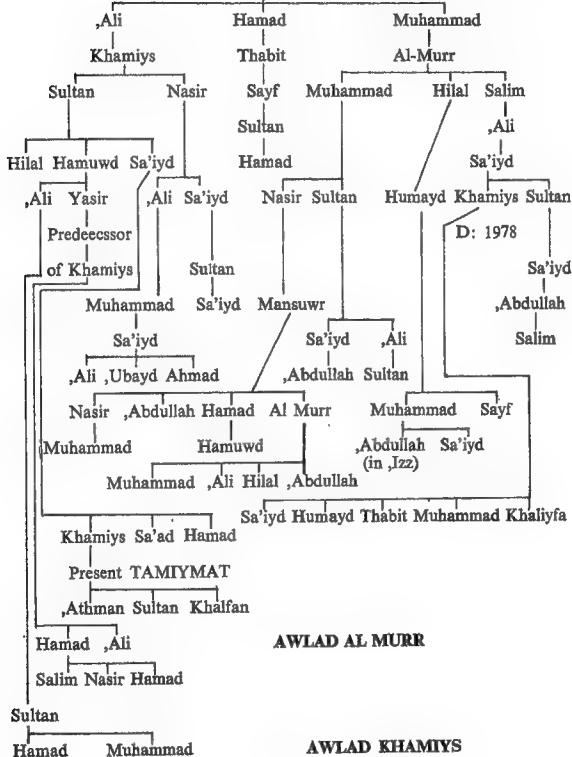 ,Ali Hamad Muhammad
Khamiys Thabit Al-Murr
Sultan Nasir Sayf Muhammad Hilal Salim
Sultan ,Ali
Hilal Hamuwd Sa'iyd Hamad Sa'iyd
,Ali Yasir ,Ali Sa'iyd Nasir Sultan Humayd Khamiys Sultan
Predeecssor D: 1978
of Khamiys Sultan Sa'iyd
Muhammad Sa'iyd Mansuwr ,Abdullah
Sa'iyd Sa'iyd ,Ali Salim
,Ali ,Ubayd Ahmad ,Abdullah Sultan
Nasir ,Abdullah Hamad Al Murr Muhammad Sayf
Muhammad Hamuwd ,Abdullah Sa'iyd
(in ,Izz)
Muhammad ,Ali Hilal ,Abdullah
Sa'iyd Humayd Thabit Muhammad Khaliyfa
Khamiys Sa'ad Hamad
Present TAMIYMAT
,Athman Sultan Khalfan
Hamad ,Ali AWLAD AL MURR
Salim Nasir Hamad
Sultan
Hamad Muhammad AWLAD KHAMIYS